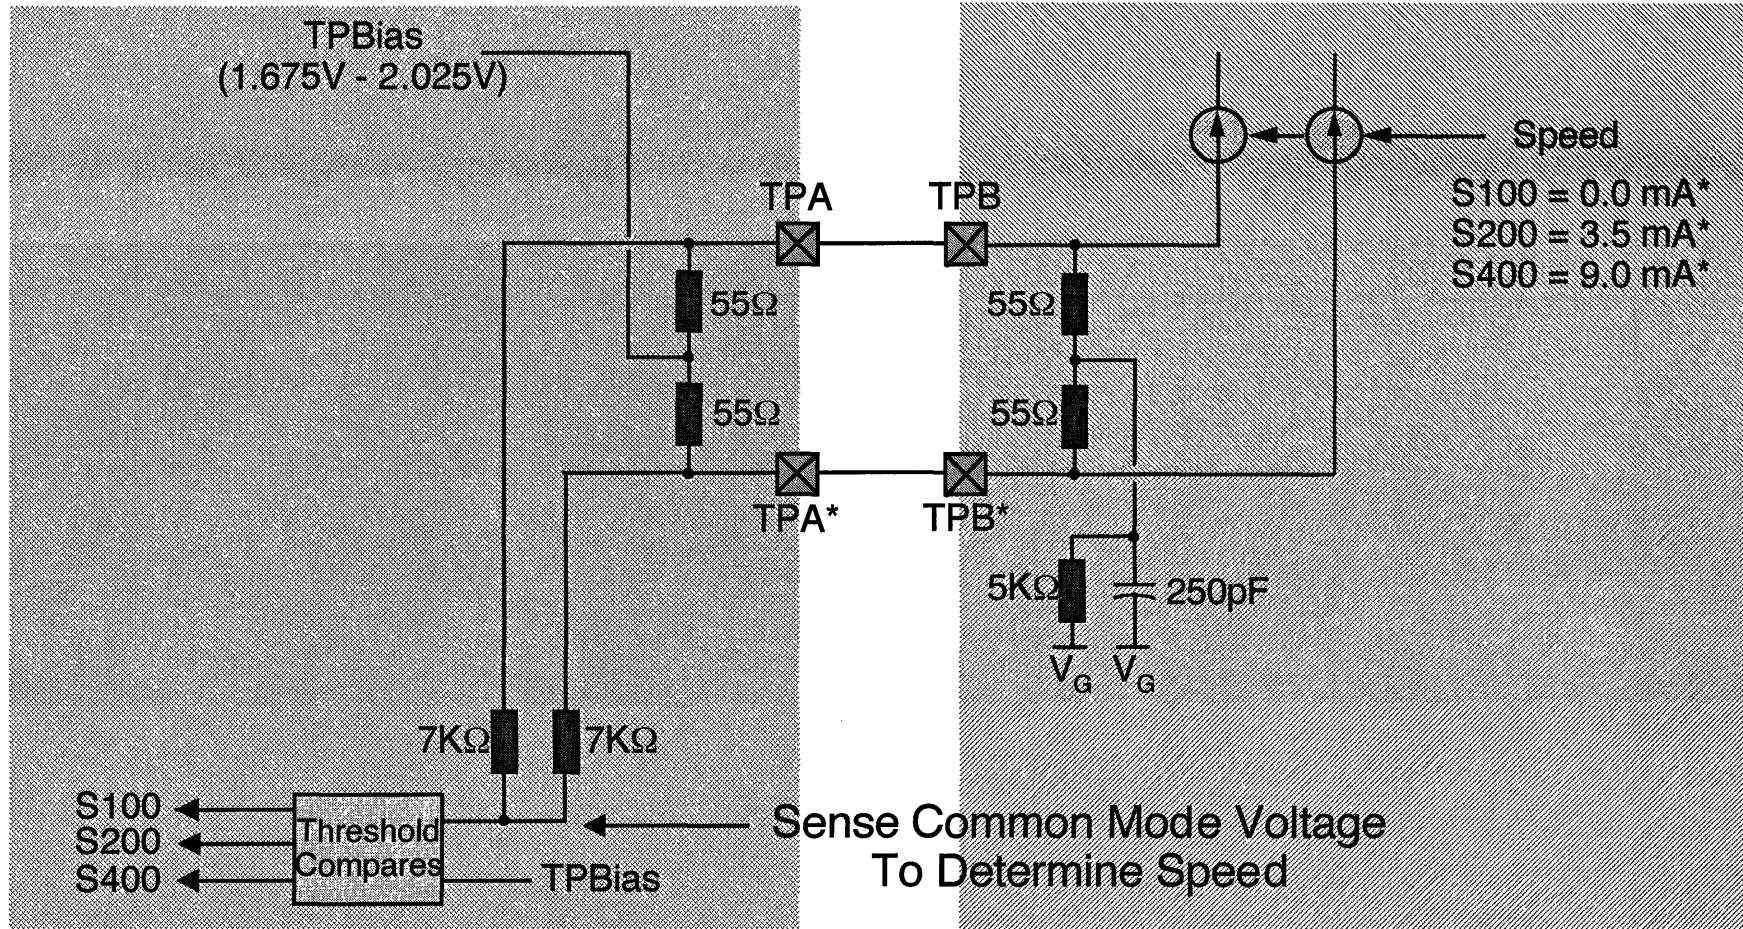 TPBias
(1.675V - 2.025V)
Speed
S100 = 0.0 mA*
S200 = 3.5 mA*
S400 = 9.0 mA*
TPA
TPB
55Ω
55Ω
55Ω
55Ω
TPA*
TPB*
5KΩ
250pF
VG
VG
7KΩ
7KΩ
S100
S200
S400
Threshold
Compares
TPBias
Sense Common Mode Voltage
To Determine Speed